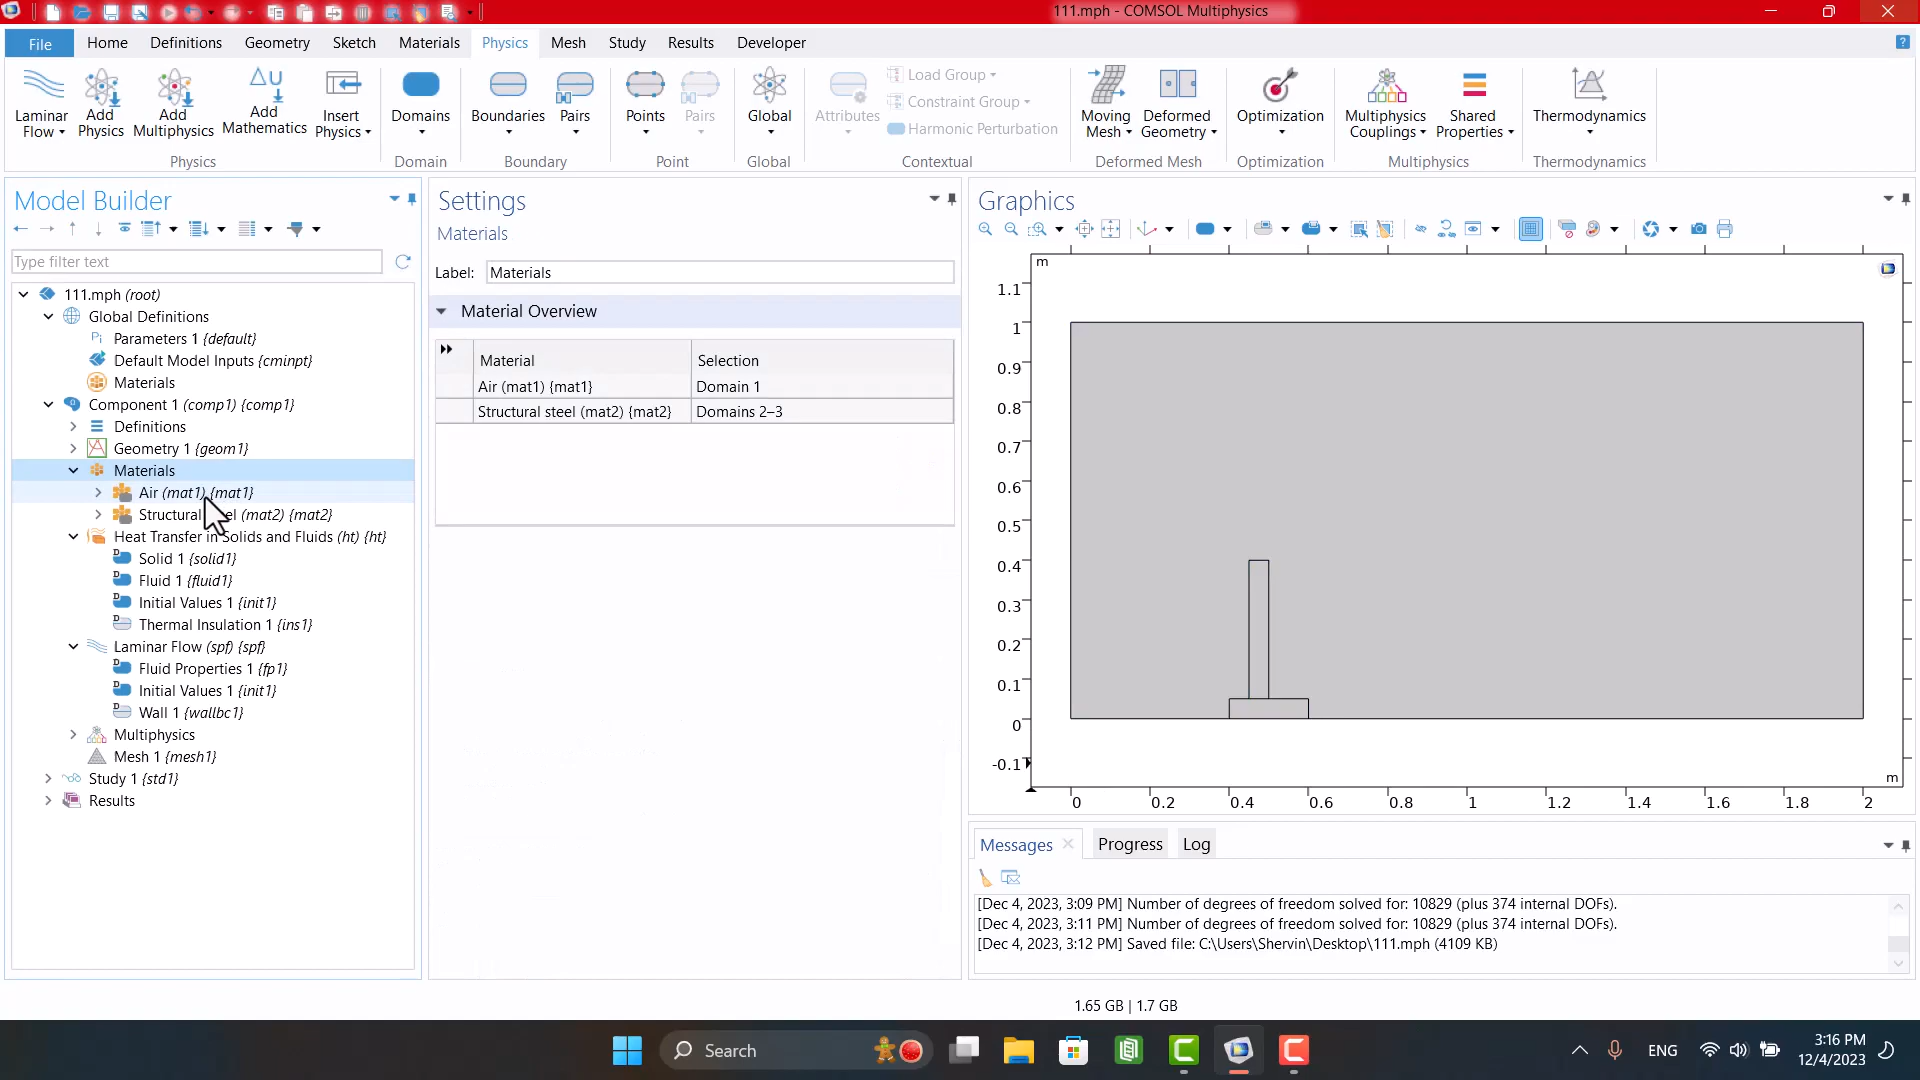 111.mph - COMSOL Multiphysics
File Home Definitions Geometry Sketch Materials Physics Mesh Study Results Developer
Laminar Flow
Add Physics
Add Multiphysics
Add Mathematics
Insert Physics
Domains
Boundaries
Pairs
Points
Pairs
Global
Attributes
Load Group
Constraint Group
Harmonic Perturbation
Moving Mesh
Deformed Geometry
Optimization
Multiphysics Couplings
Shared Properties
Thermodynamics
Physics Domain Boundary Point Global Contextual Deformed Mesh Optimization Multiphysics Thermodynamics
Model Builder
Type filter text
111.mph (root)
Global Definitions
Parameters 1 {default}
Default Model Inputs {cminpt}
Materials
Component 1 (comp1) {comp1}
Definitions
Geometry 1 {geom1}
Materials
Air (mat1) {mat1}
Structural el (mat2) {mat2}
Heat Transfer in Solids and Fluids (ht) {ht}
Solid 1 {solid1}
Fluid 1 {fluid1}
Initial Values 1 {init1}
Thermal Insulation 1 {ins1}
Laminar Flow (spf) {spf}
Fluid Properties 1 {fp1}
Initial Values 1 {init1}
Wall 1 {wallbc1}
Multiphysics
Mesh 1 {mesh1}
Study 1 {std1}
Results
Settings
Materials
Label: Materials
Material Overview
Material Selection
Air (mat1) {mat1} Domain 1
Structural steel (mat2) {mat2} Domains 2–3
Graphics
m
1.1
1
0.9
0.8
0.7
0.6
0.5
0.4
0.3
0.2
0.1
0
-0.1
m
0 0.2 0.4 0.6 0.8 1 1.2 1.4 1.6 1.8 2
Messages Progress Log
[Dec 4, 2023, 3:09 PM] Number of degrees of freedom solved for: 10829 (plus 374 internal DOFs).
[Dec 4, 2023, 3:11 PM] Number of degrees of freedom solved for: 10829 (plus 374 internal DOFs).
[Dec 4, 2023, 3:12 PM] Saved file: C:\Users\Shervin\Desktop\111.mph (4109 KB)
1.65 GB | 1.7 GB
Search
ENG
3:16 PM
12/4/2023